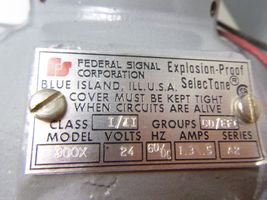 FEDERAL SIGNAL Explosion-Proof
CORPORATION SelecTone®
BLUE ISLAND, ILL. U.S.A.
COVER MUST BE KEPT TIGHT
WHEN CIRCUITS ARE ALIVE
CLASS I/II GROUPS
MODEL VOLTS HZ AMPS SERIES
300X 24